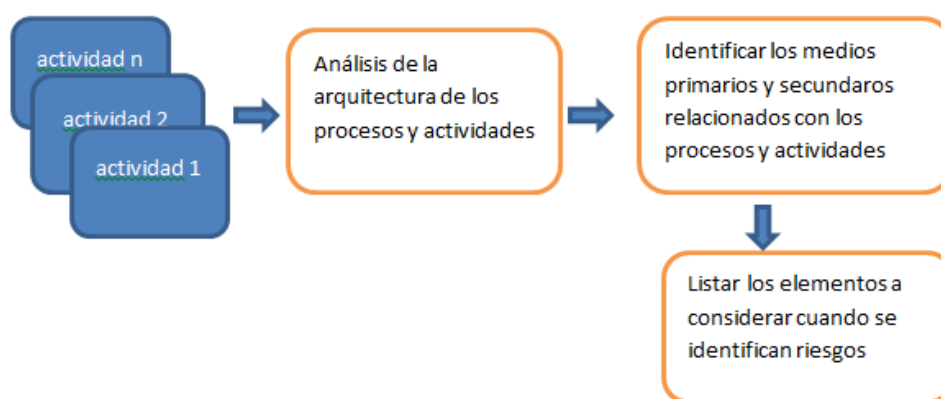 actividad n
actividad 2
actividad 1
Análisis de la
arquitectura de los
procesos y actividades
Identificar los medios
primarios y secundaros
relacionados con los
procesos y actividades
Listar los elementos a
considerar cuando se
identifican riesgos